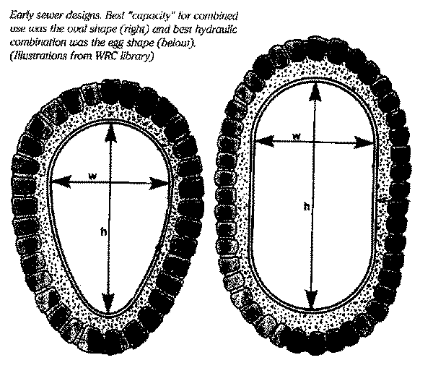 Early sewer designs. Best "capacity" for combined
use was the oval shape (right) and best hydraulic
combination was the egg shape (below).
(Illustrations from WRC library)
w
w
h
h